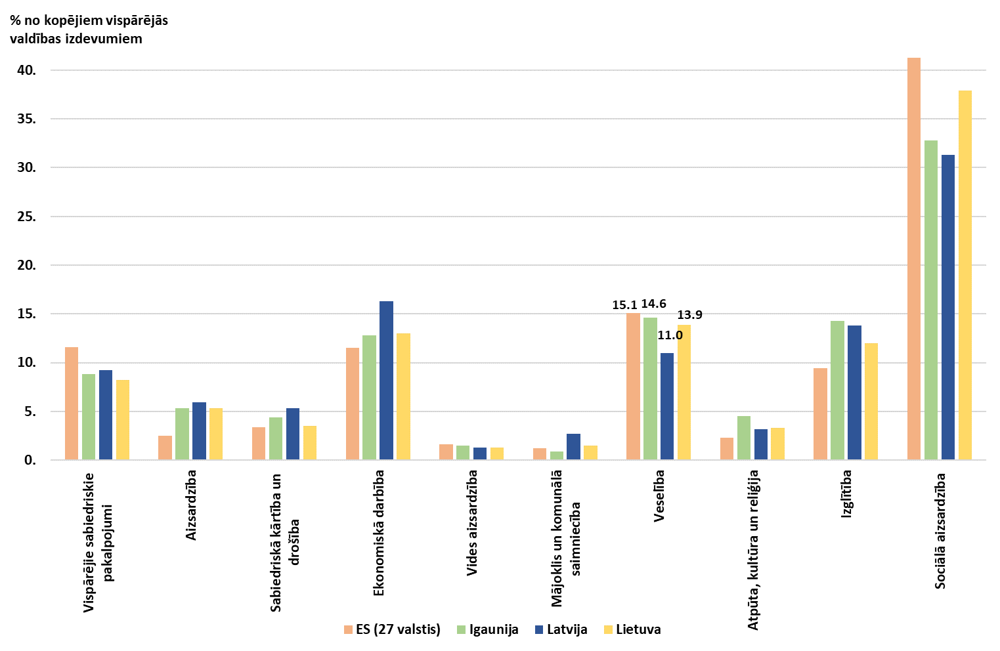 % no kopējiem vispārējās
valdības izdevumiem
40.
35.
30.
25.
20.
15.
10.
5.
0.
15.1
14.6
11.0
13.9
Vispārējie sabiedriskie
pakalpojumi
Aizsardzība
Sabiedriskā kārtība un
drošība
Ekonomiskā darbība
Vides aizsardzība
Mājoklis un komunālā
saimniecība
Veselība
Atpūta, kultūra un reliģija
Izglītība
Sociālā aizsardzība
ES (27 valstis)
Igaunija
Latvija
Lietuva